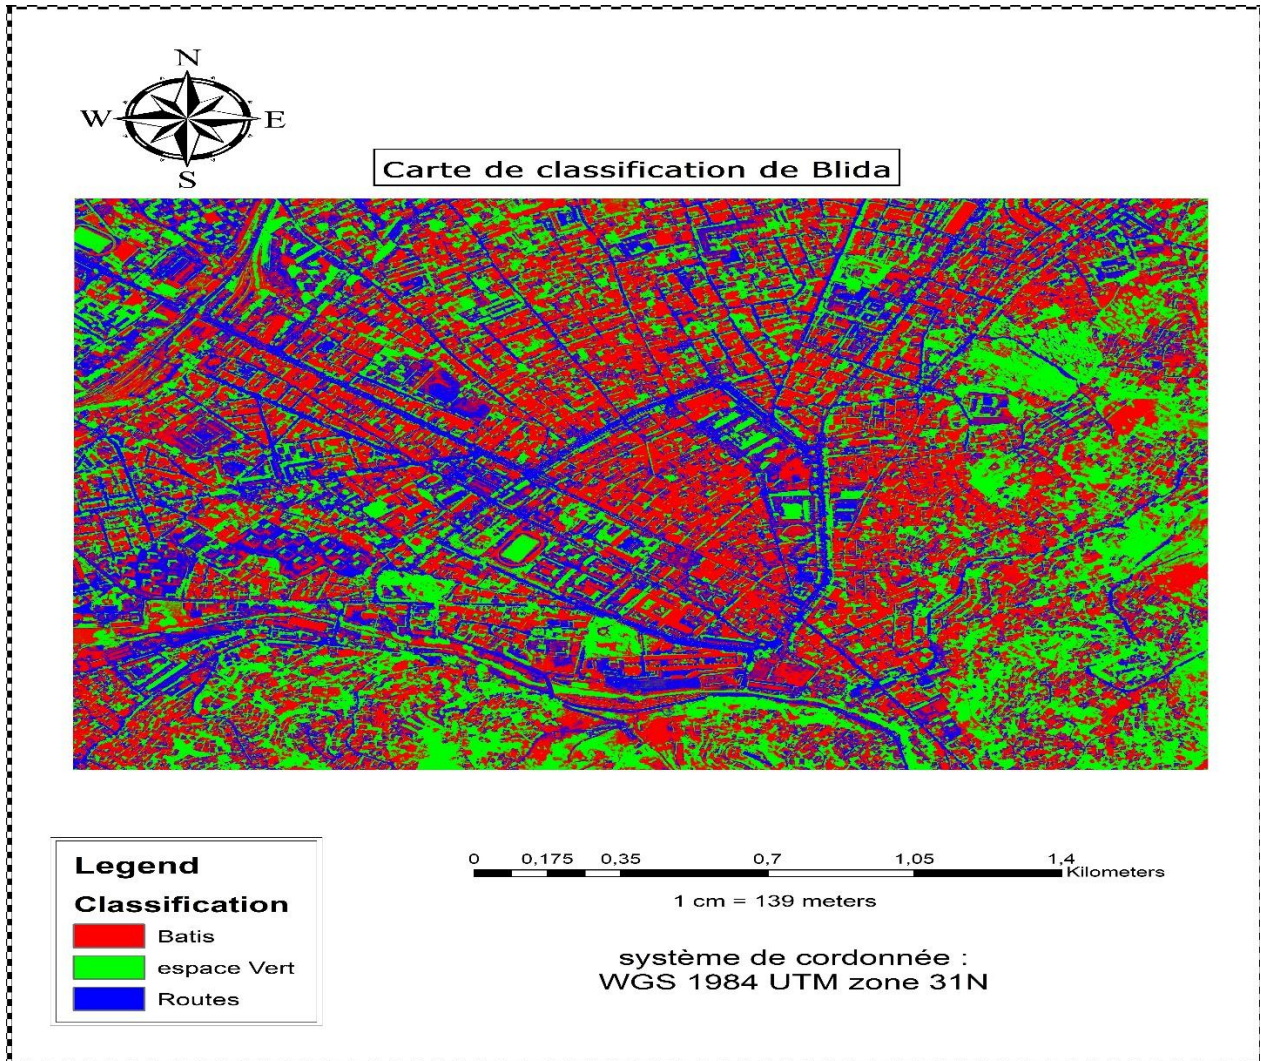 N
W E
S
Carte de classification de Blida
Legend
Classification
Batis
espace Vert
Routes
0 0,175 0,35 0,7 1,05 1,4
Kilometers
1 cm = 139 meters
système de cordonnée :
WGS 1984 UTM zone 31N